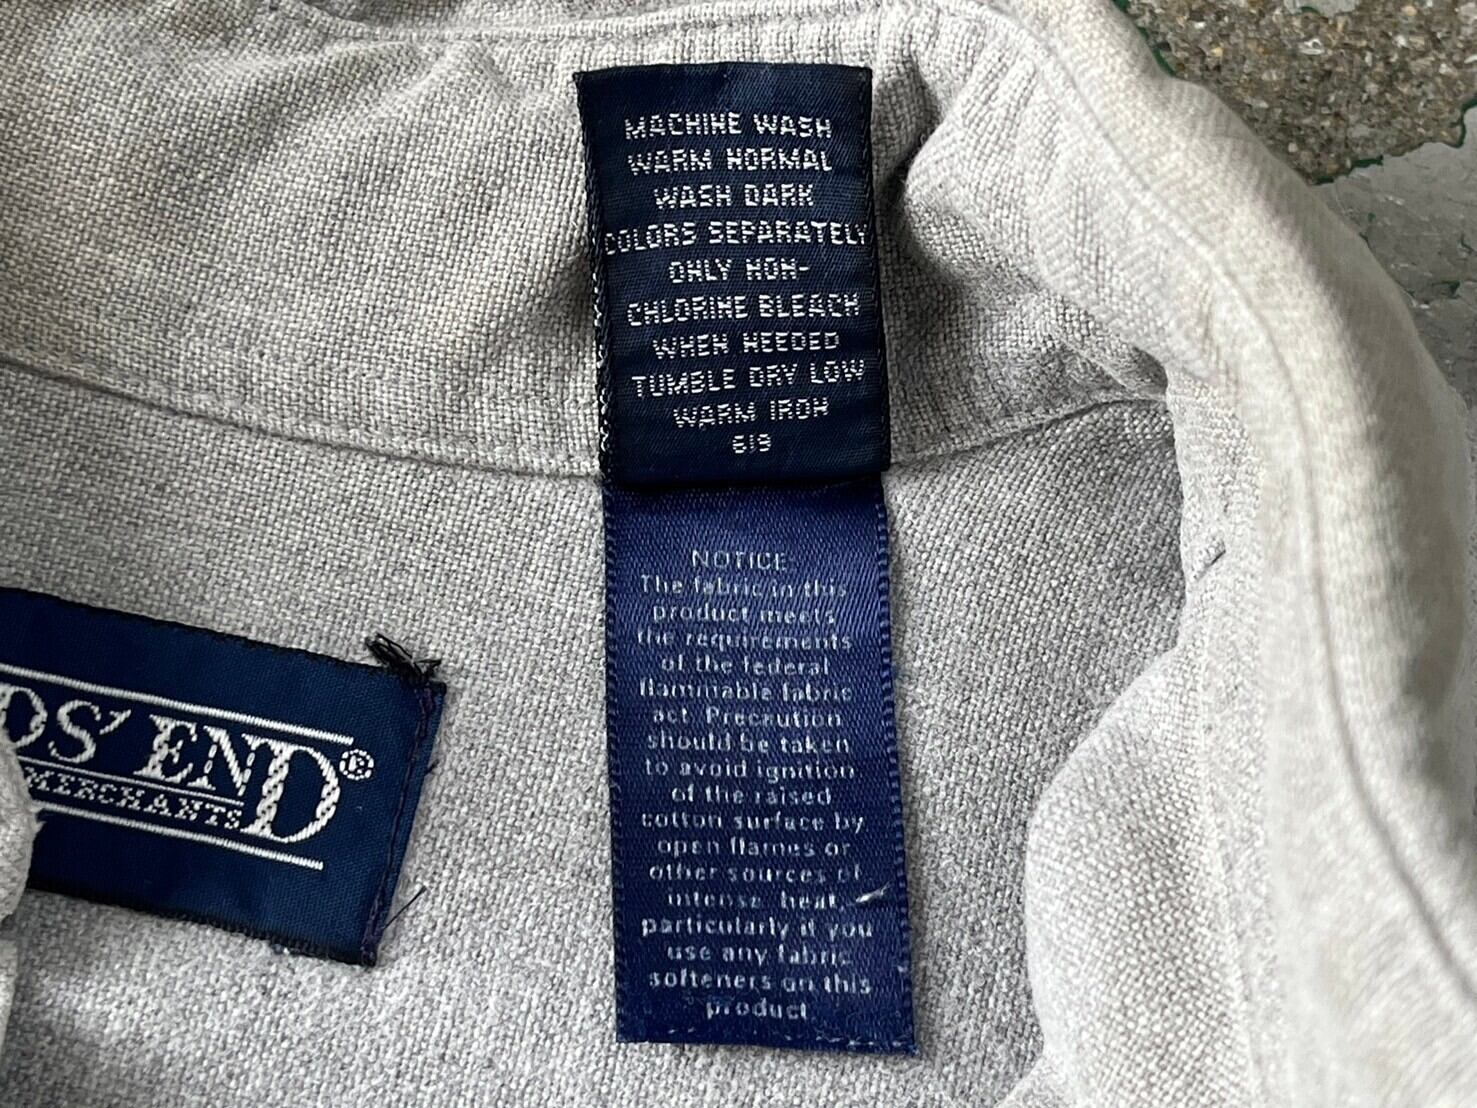 MACHINE WASH
WARM NORMAL
WASH DARK
COLORS SEPARATELY
ONLY NON-
CHLORINE BLEACH
WHEN NEEDED
TUMBLE DRY LOW
WARM IRON
619
NOTICE
The fabric in this
product meets
the requirements
of the federal
flammable fabric
act. Precaution
should be taken
to avoid ignition
of the raised
cotton surface by
open flames or
other sources of
intense heat,
particularly if you
use any fabric
softeners on this
product
DS' END®
MERCHANTS